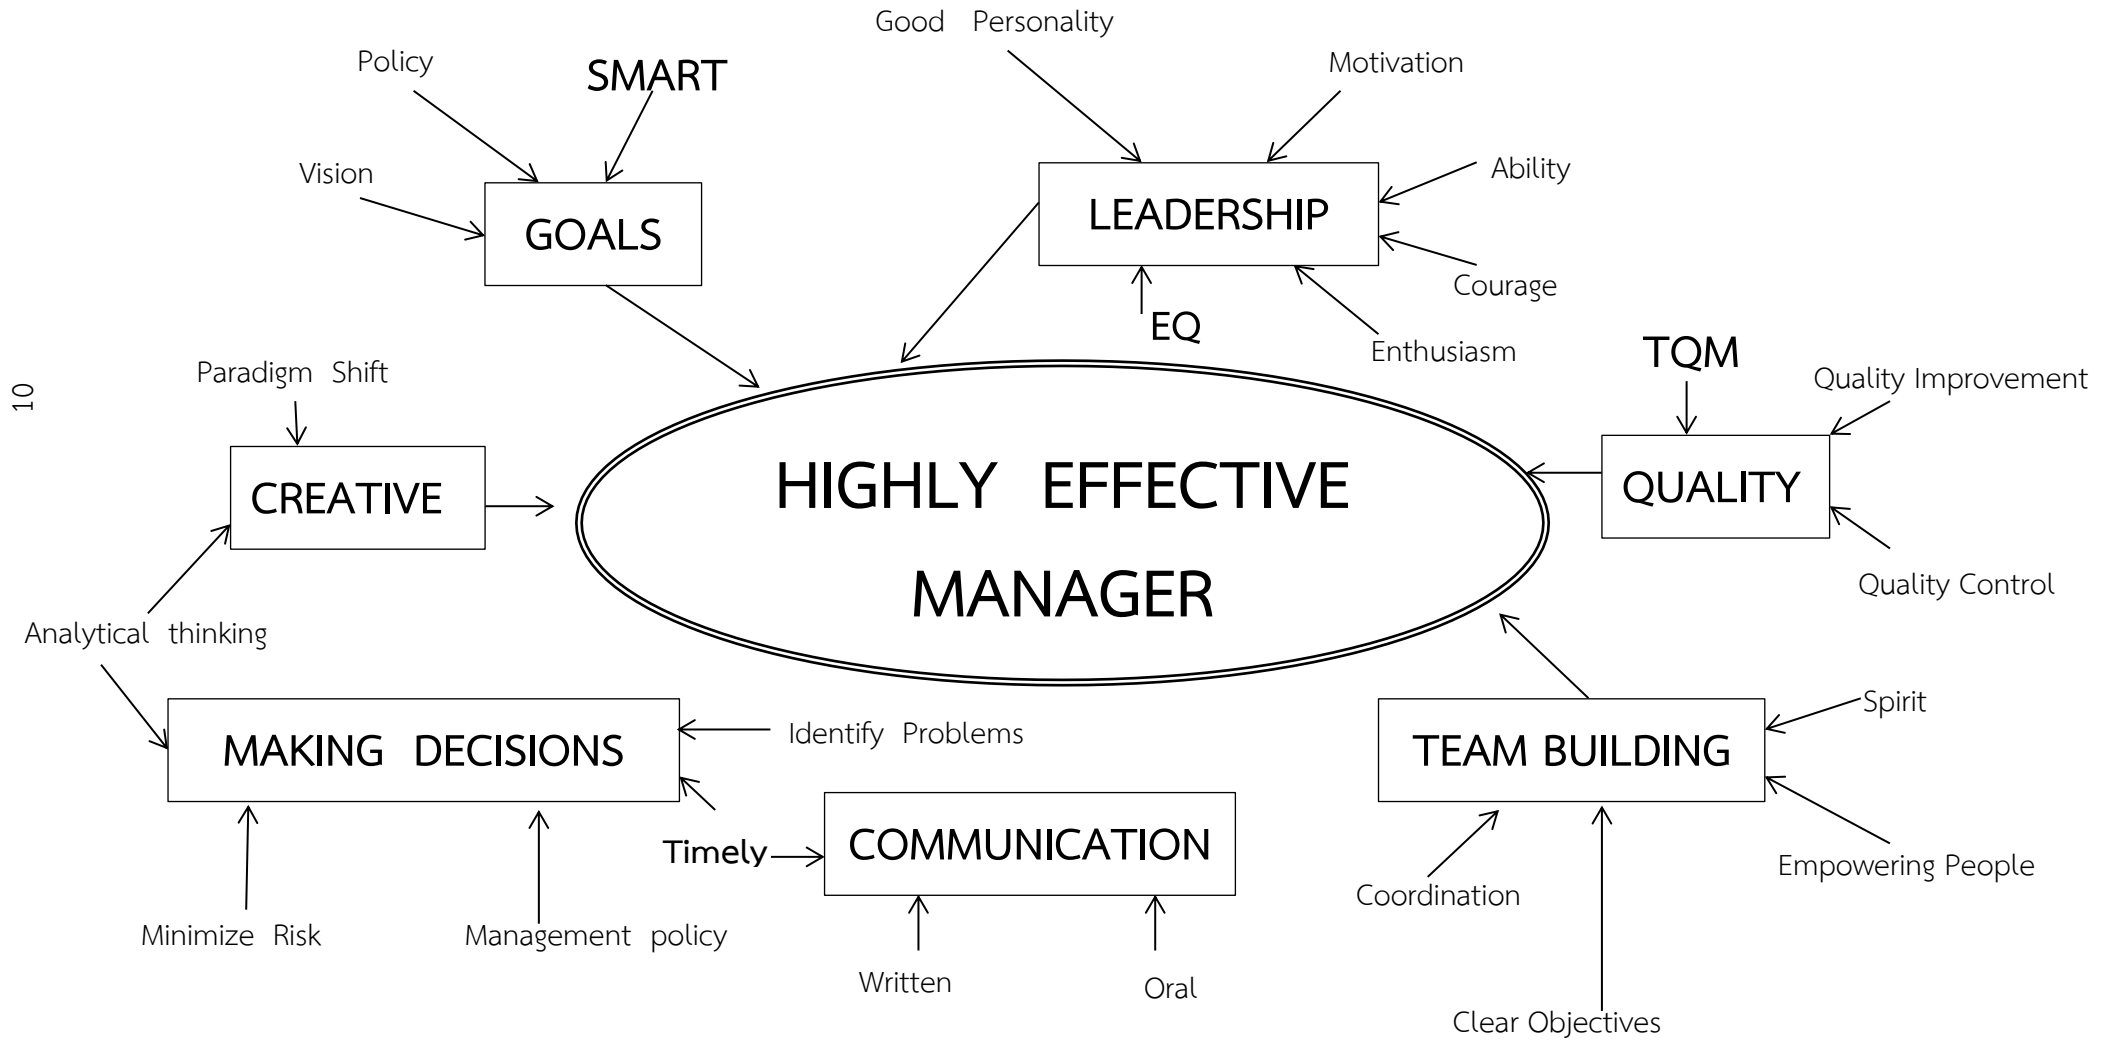 Good Personality
Policy
SMART
Motivation
Vision
Ability
GOALS
LEADERSHIP
Courage
EQ
Enthusiasm
TQM
Paradigm Shift
Quality Improvement
10
CREATIVE
HIGHLY EFFECTIVE
MANAGER
QUALITY
Quality Control
Analytical thinking
Spirit
MAKING DECISIONS
Identify Problems
TEAM BUILDING
Timely
COMMUNICATION
Empowering People
Coordination
Minimize Risk
Management policy
Written
Oral
Clear Objectives